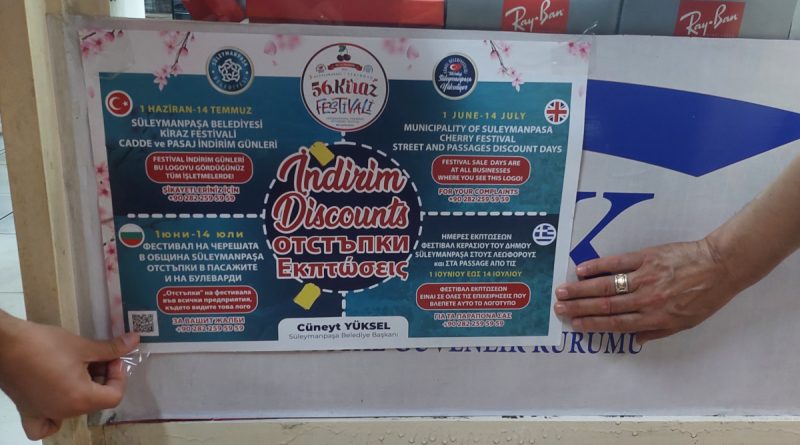 Ray-Ban
Ray-Ban
SÜLEYMANPAŞA
BELEDİYESİ
56.Kiraz
FESTİVALİ
1 HAZİRAN-14 TEMMUZ
SÜLEYMANPAŞA BELEDİYESİ
KİRAZ FESTİVALİ
CADDE ve PASAJ İNDİRİM GÜNLERİ
FESTİVAL İNDİRİM GÜNLERİ
BU LOGOYU GÖRDÜĞÜNÜZ
TÜM İŞLETMELERDE!
ŞİKAYETLERİNİZ İÇİN
+90 282 259 59 59
1 JUNE-14 JULY
MUNICIPALITY OF SULEYMANPASA
CHERRY FESTIVAL
STREET AND PASSAGES DISCOUNT DAYS
FESTIVAL SALE DAYS ARE
AT ALL BUSINESSES
WHERE YOU SEE THIS LOGO!
FOR YOUR COMPLAINTS
+90 282 259 59 59
İndirim
Discounts
ОТСТЪПКИ
Εκπτώσεις
1 ЮНИ-14 ЮЛИ
ФЕСТИВАЛ НА ЧЕРЕШАТА
В ОБЩИНА SÜLEYMANPAŞA
ОТСТЪПКИ В ПАСАЖИТЕ
И НА БУЛЕВАРДИ
„Отстъпки" на фестивала
във всички предприятия,
където видите това лого
ЗА ВАШИТ ЖАЛБИ
+90 282 259 59 59
ΗΜΕΡΕΣ ΕΚΠΤΩΣΕΩΝ
ΦΕΣΤΙΒΑΛ ΚΕΡΑΣΙΟΥ ΤΟΥ ΔΗΜΟΥ
SÜLEYMANPAŞA ΣΤΟΥΣ ΛΕΩΦΟΡΟΥΣ
και ΣΤΑ PASSAGE ΑΠΟ ΤΙΣ
1 ΙΟΥΝΙΟΥ ΕΩΣ 14 ΙΟΥΛΙΟΥ
ΦΕΣΤΙΒΑΛ ΕΚΠΤΩΣΕΩΝ
ΕΙΝΑΙ ΣΕ ΟΛΕΣ ΤΙΣ ΕΠΙΧΕΙΡΗΣΕΙΣ ΠΟΥ
ΒΛΕΠΕΤΕ ΑΥΤΟ ΤΟ ΛΟΓΟΤΥΠΟ
ΓΙΑ ΤΑ ΠΑΡΑΠΟΝΑ ΣΑΣ
+90 282 259 59 59
Cüneyt YÜKSEL
Süleymanpaşa Belediye Başkanı
K
GÜVENLİK KURUMU